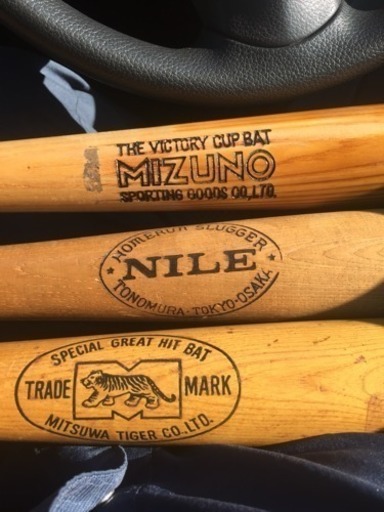 THE VICTORY CUP BAT
MIZUNO
SPORTING GOODS CO.,LTD.
HOMERUN SLUGGER
NILE
TONOMURA-TOKYO-OSAKA
SPECIAL GREAT HIT BAT
TRADE MARK
MITSUWA TIGER CO.,LTD.